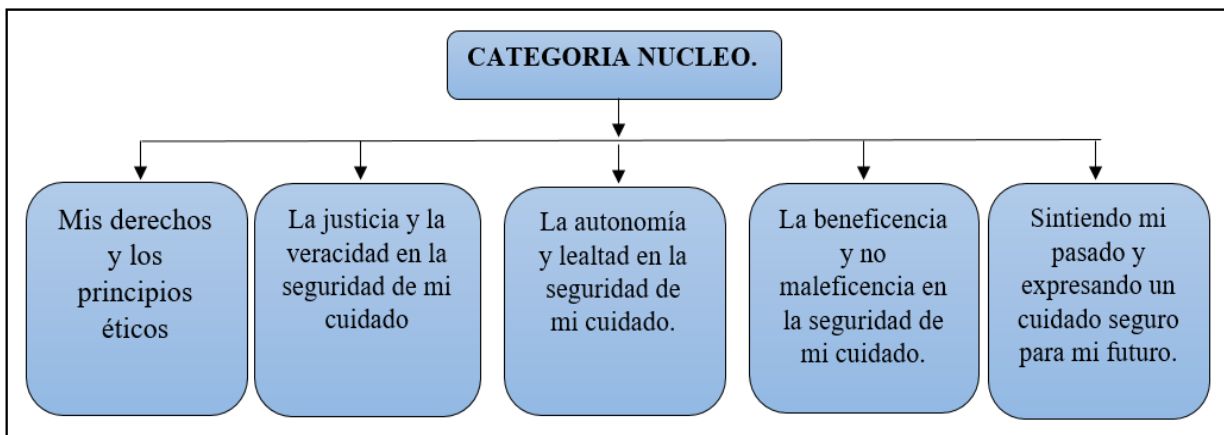 CATEGORIA NUCLEO.
Mis derechos
y los
principios
éticos
La justicia y la
veracidad en la
seguridad de mi
cuidado
La autonomía
y lealtad en la
seguridad de
mi cuidado.
La beneficencia
y no
maleficencia en
la seguridad de
mi cuidado.
Sintiendo mi
pasado y
expresando un
cuidado seguro
para mi futuro.